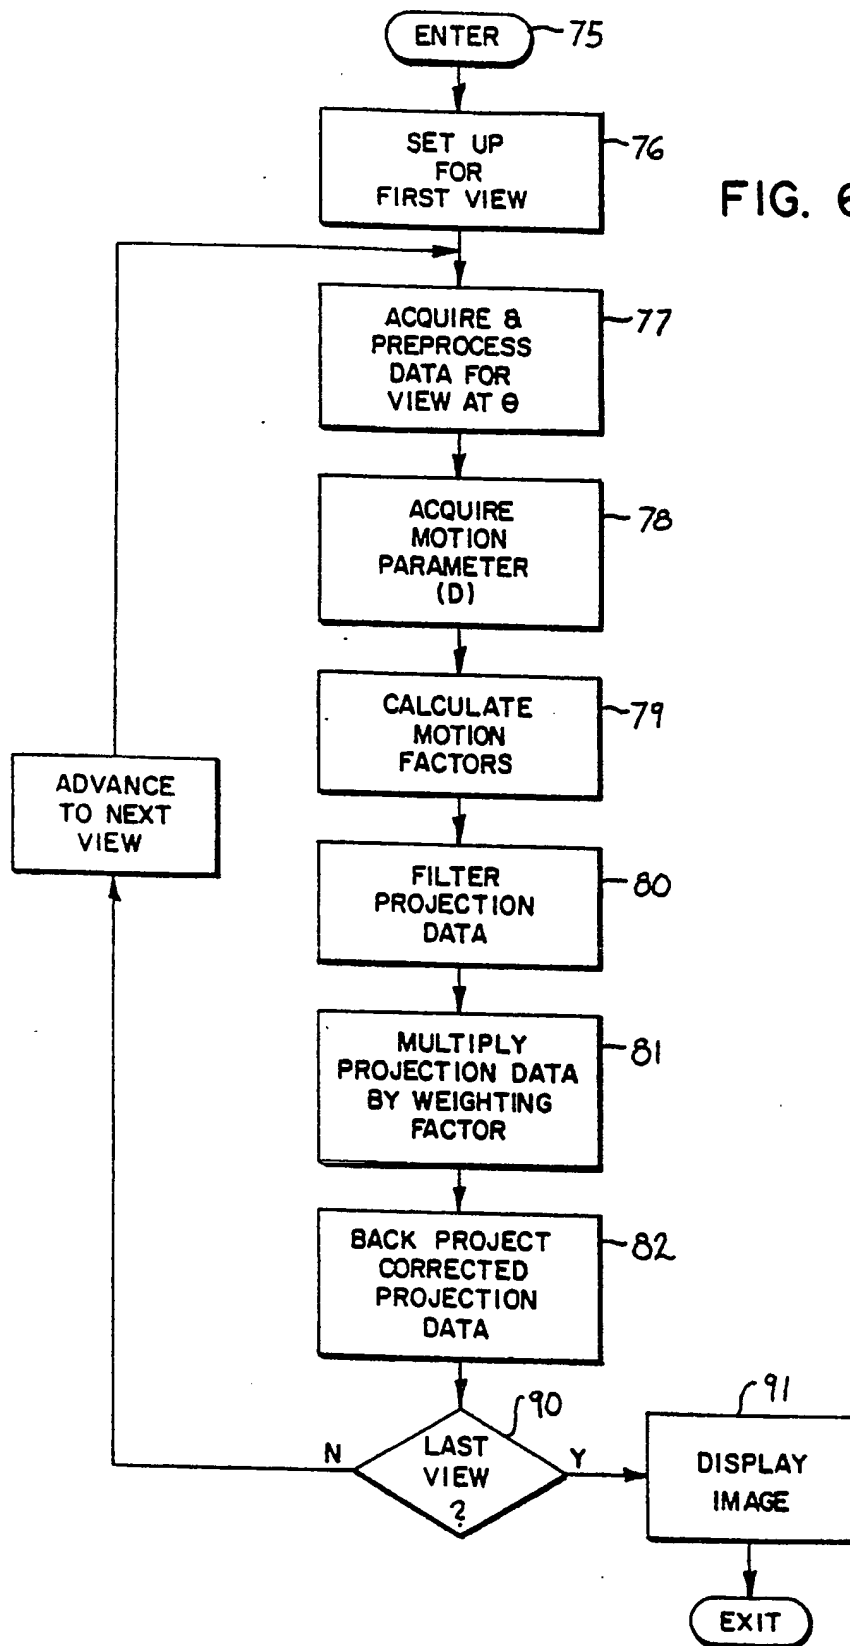 ENTER
75
SET UP
FOR
FIRST VIEW
76
FIG. 6
ACQUIRE &
PREPROCESS
DATA FOR
VIEW AT θ
77
ACQUIRE
MOTION
PARAMETER
(D)
78
CALCULATE
MOTION
FACTORS
79
ADVANCE
TO NEXT
VIEW
FILTER
PROJECTION
DATA
80
MULTIPLY
PROJECTION DATA
BY WEIGHTING
FACTOR
81
BACK PROJECT
CORRECTED
PROJECTION
DATA
82
LAST
VIEW
?
90
N
Y
91
DISPLAY
IMAGE
EXIT